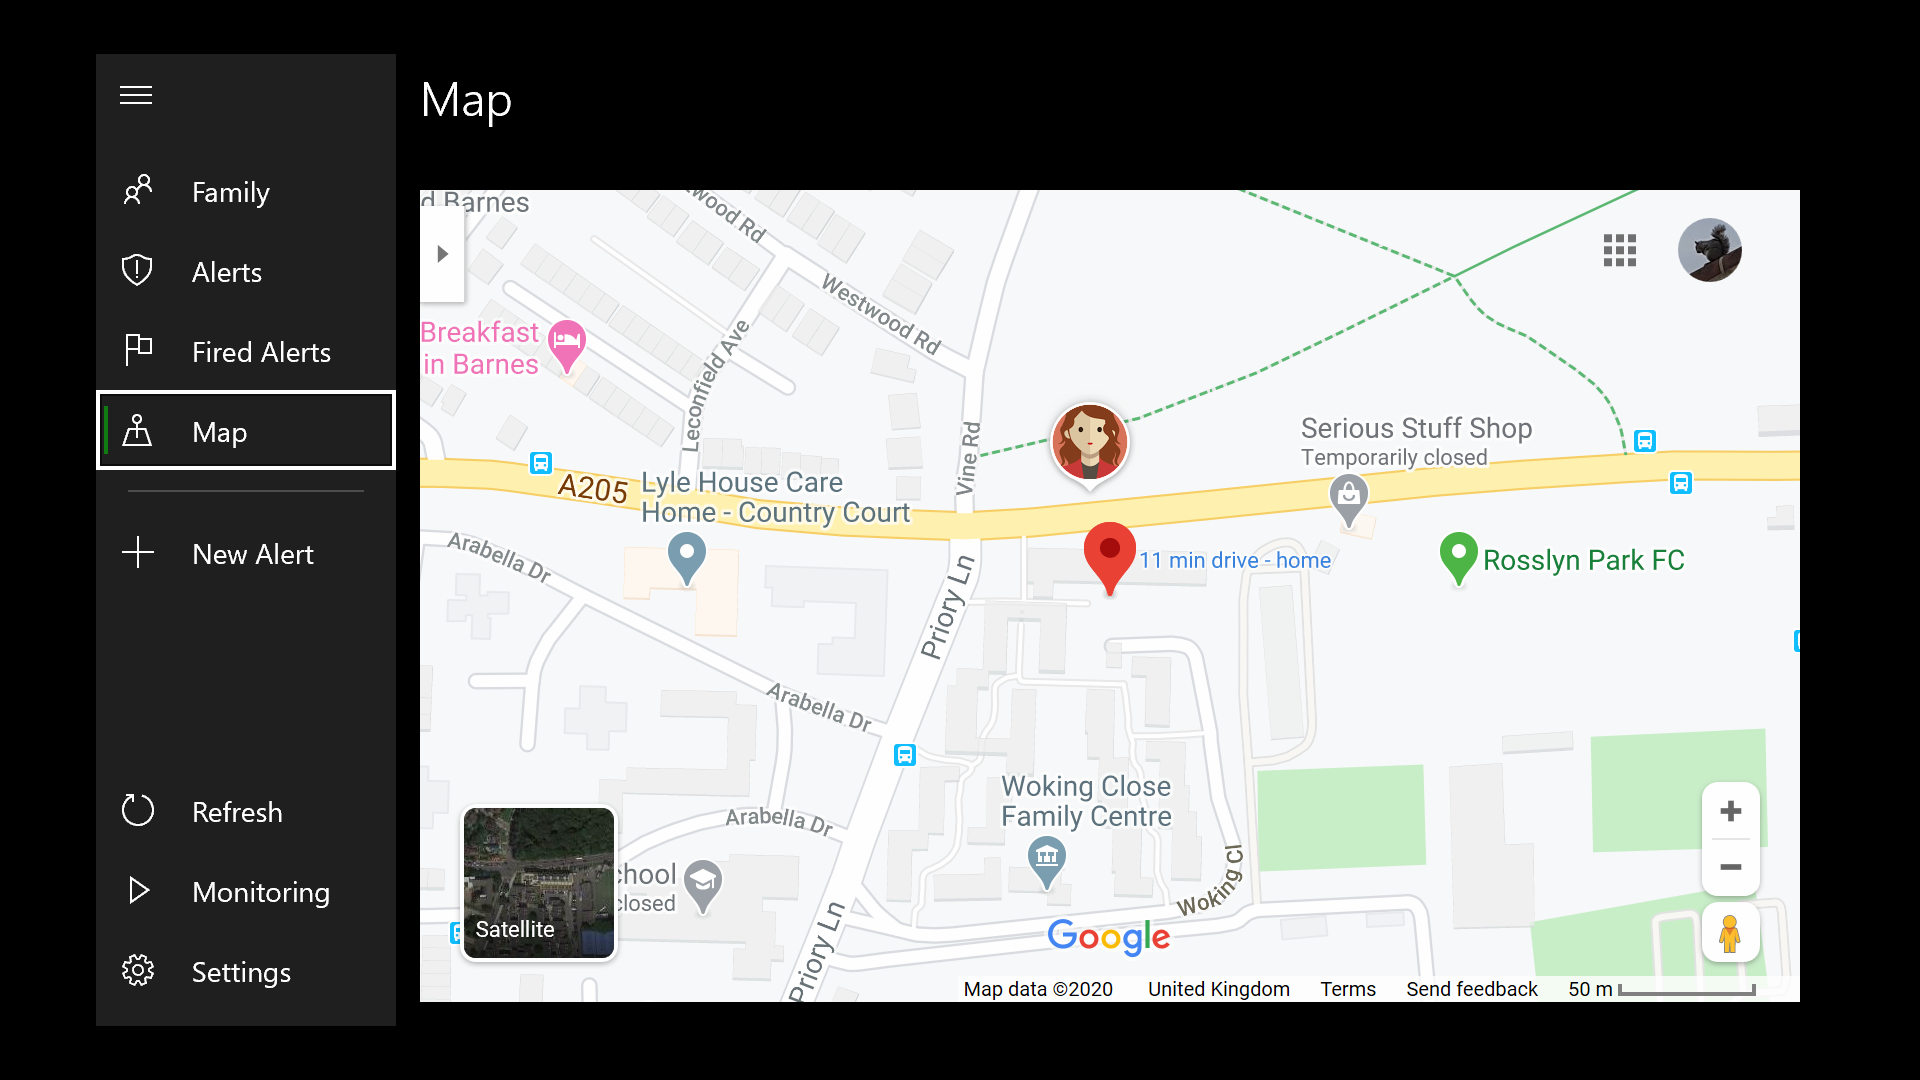 Map
Family
Alerts
Fired Alerts
Map
New Alert
Refresh
Monitoring
Settings
d Barnes
wood Rd
Westwood Rd
Breakfast
in Barnes
Leconfield Ave
Vine Rd
Serious Stuff Shop
Temporarily closed
A205
Lyle House Care
Home - Country Court
Arabella Dr
Priory Ln
11 min drive - home
Rosslyn Park FC
Arabella Dr
Woking Close
Family Centre
Arabella Dr
chool
closed
Satellite
Woking Cl
Priory Ln
Google
Map data ©2020
United Kingdom
Terms
Send feedback
50 m